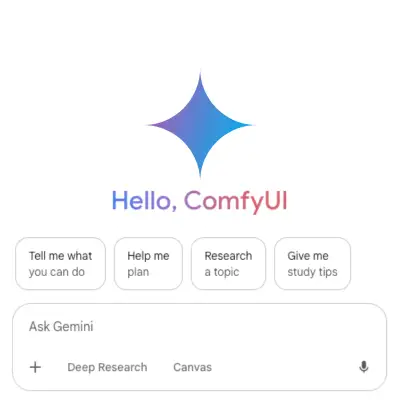 Hello, ComfyUI
Tell me what
you can do
Help me
plan
Research
a topic
Give me
study tips
Ask Gemini
Deep Research
Canvas